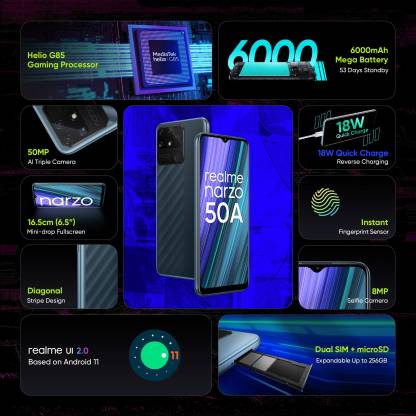 Helio G85
Gaming Processor
MediaTek
helio G85
6000
6000mAh
Mega Battery
53 Days Standby
50MP
AI Triple Camera
realme
narzo
50A
18W
Quick Charge
18W Quick Charge
Reverse Charging
narzo
16.5cm (6.5")
Mini-drop Fullscreen
Instant
Fingerprint Sensor
Diagonal
Stripe Design
8MP
Selfie Camera
realme UI 2.0
Based on Android 11
11
Dual SIM + microSD
Expandable Up to 256GB